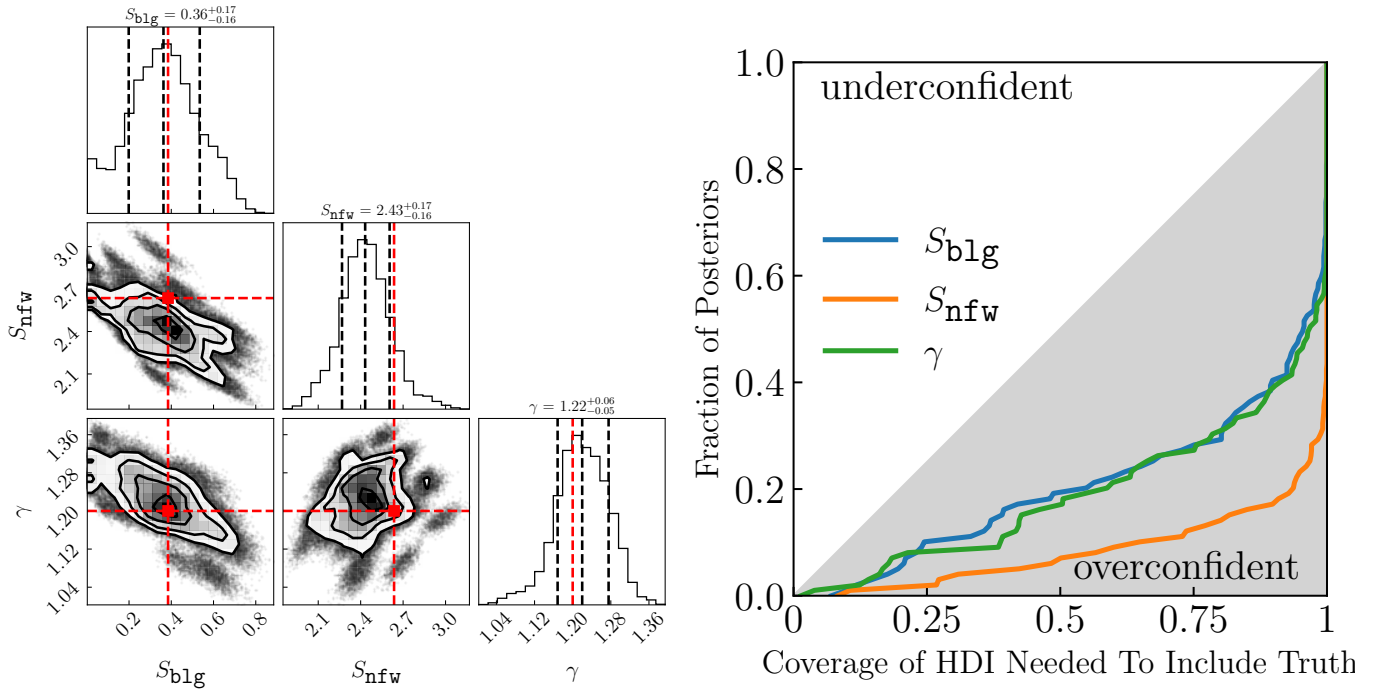 S_blg = 0.36^{+0.17}_{-0.16}
S_nfw = 2.43^{+0.17}_{-0.16}
γ = 1.22^{+0.06}_{-0.05}
S_nfw
3.0
2.7
2.4
2.1
γ
1.36
1.28
1.20
1.12
1.04
0.2 0.4 0.6 0.8
S_blg
2.1 2.4 2.7 3.0
S_nfw
1.04 1.12 1.20 1.28 1.36
γ
Fraction of Posteriors
1.0
0.8
0.6
0.4
0.2
0.0
underconfident
S_blg
S_nfw
γ
overconfident
0 0.25 0.5 0.75 1
Coverage of HDI Needed To Include Truth